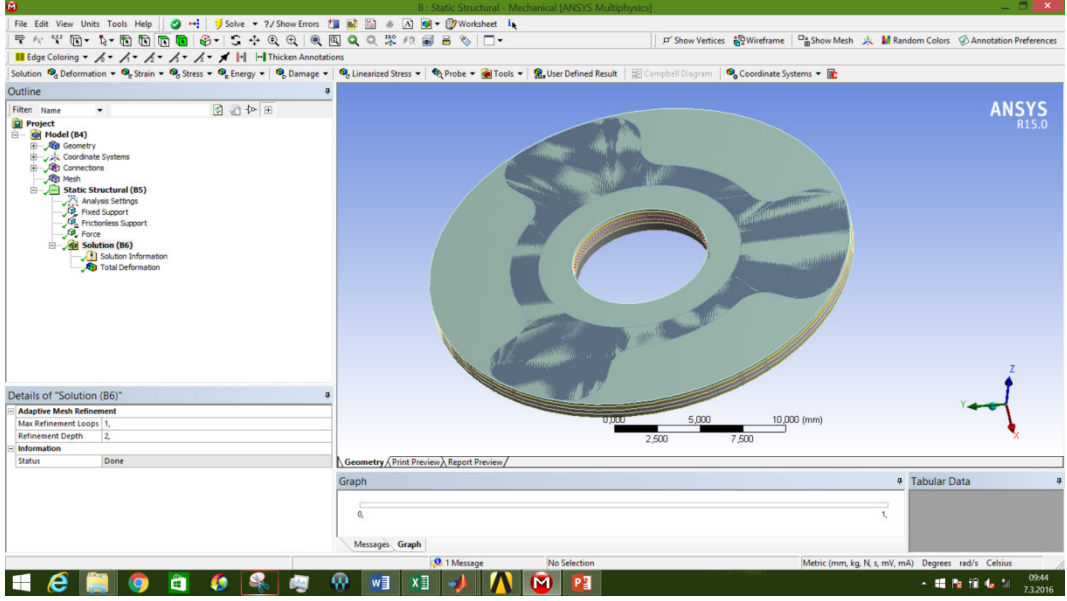 B : Static Structural - Mechanical [ANSYS Multiphysics]
File Edit View Units Tools Help Solve ?/ Show Errors Worksheet
Show Vertices Wireframe Show Mesh Random Colors Annotation Preferences
Edge Coloring Thicken Annotations
Solution Deformation Strain Stress Energy Damage Linearized Stress Probe Tools User Defined Result Campbell Diagram Coordinate Systems
Outline
Filter: Name
Project
Model (B4)
Geometry
Coordinate Systems
Connections
Mesh
Static Structural (B5)
Analysis Settings
Fixed Support
Frictionless Support
Force
Solution (B6)
Solution Information
Total Deformation
Details of "Solution (B6)"
Adaptive Mesh Refinement
Max Refinement Loops 1,
Refinement Depth 2,
Information
Status Done
ANSYS
R15.0
Z
Y
X
0,000 5,000 10,000 (mm)
2,500 7,500
Geometry Print Preview Report Preview
Graph
0, 1,
Messages Graph
Tabular Data
1 Message No Selection Metric (mm, kg, N, s, mV, mA) Degrees rad/s Celsius
09:44
7.3.2016